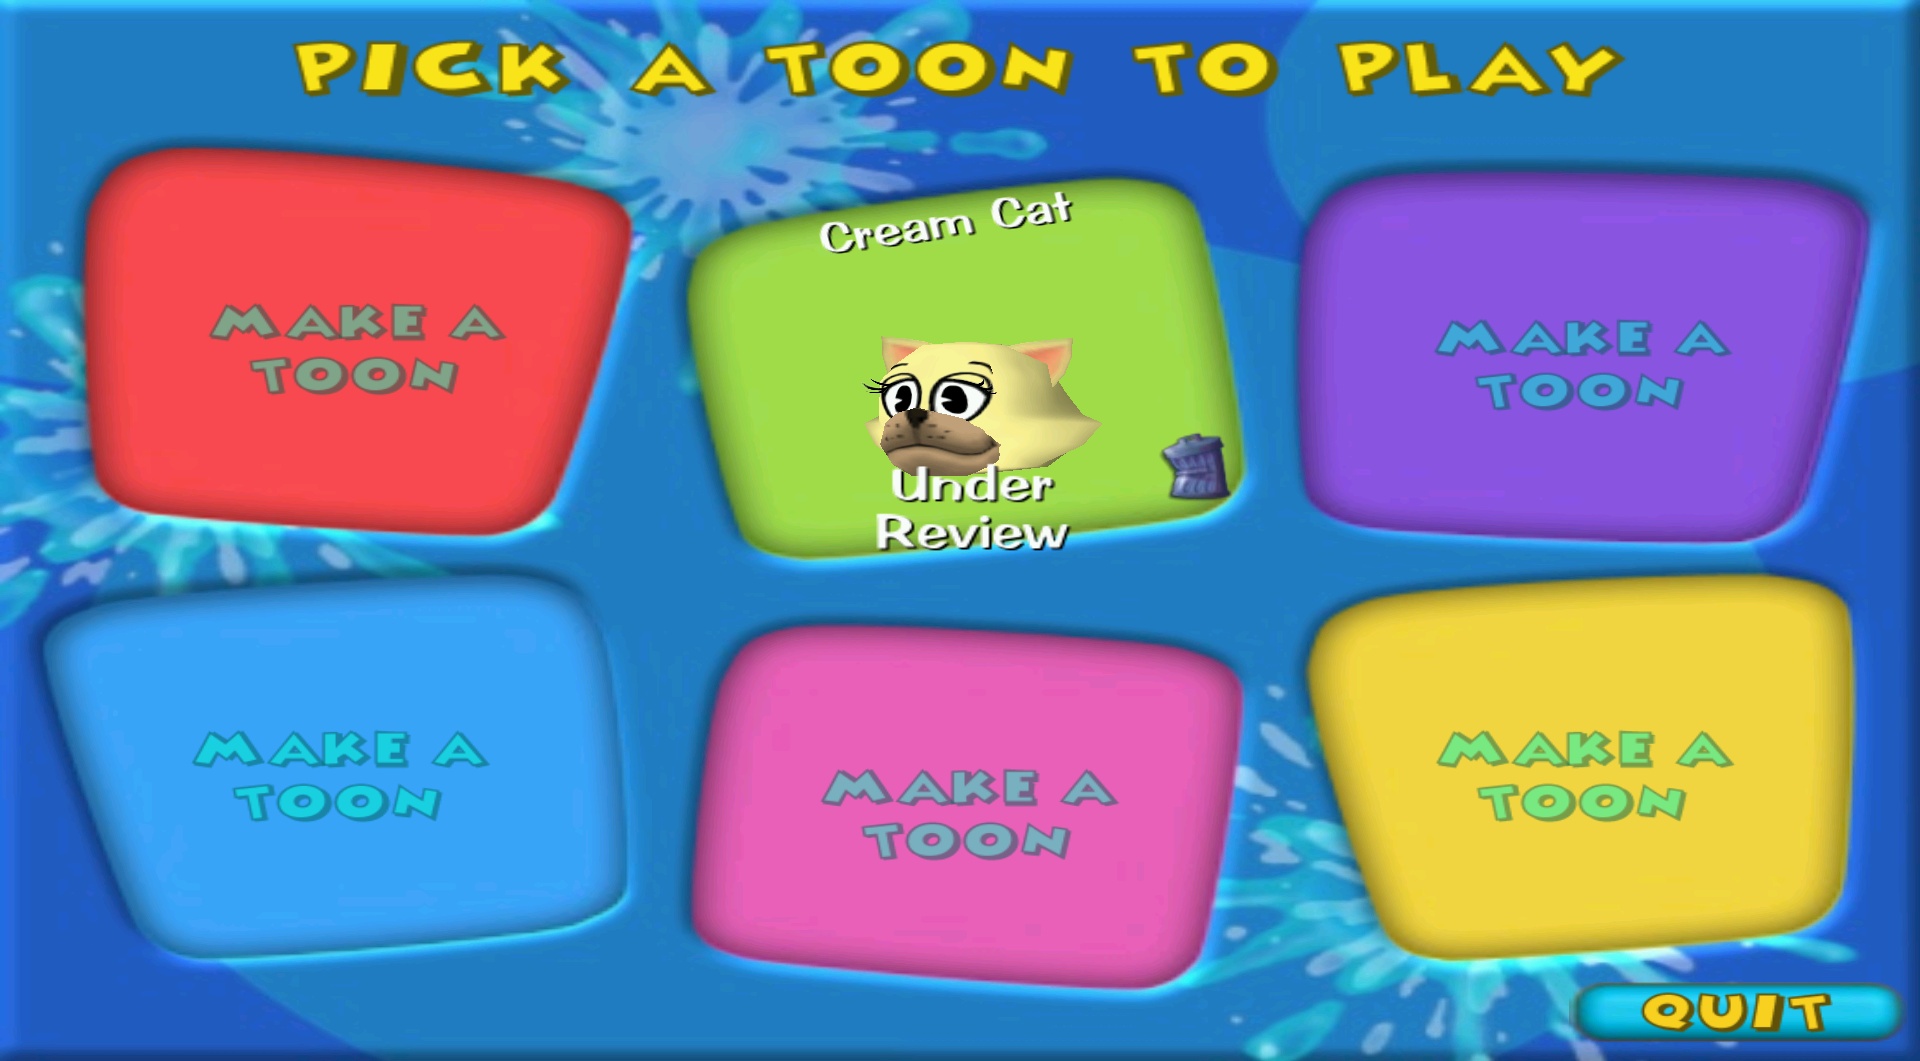 PICK A TOON TO PLAY
MAKE A
TOON
Cream Cat
Under
Review
MAKE A
TOON
MAKE A
TOON
MAKE A
TOON
MAKE A
TOON
QUIT